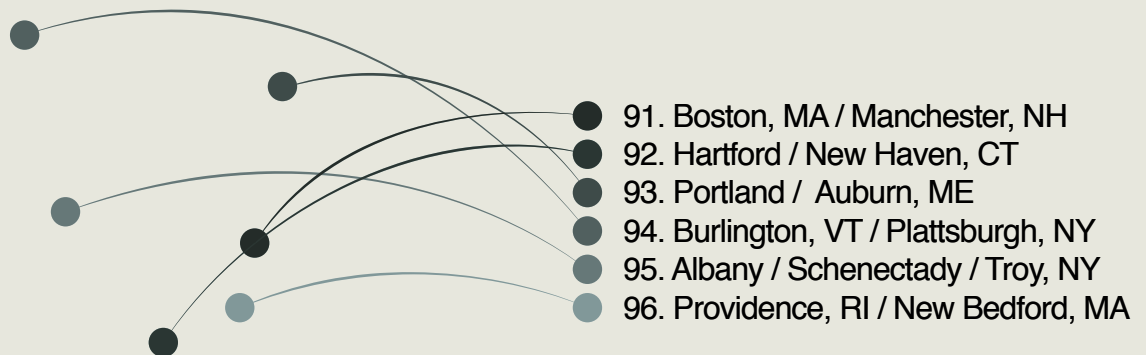 91. Boston, MA / Manchester, NH
92. Hartford / New Haven, CT
93. Portland /  Auburn, ME
94. Burlington, VT / Plattsburgh, NY
95. Albany / Schenectady / Troy, NY
96. Providence, RI / New Bedford, MA